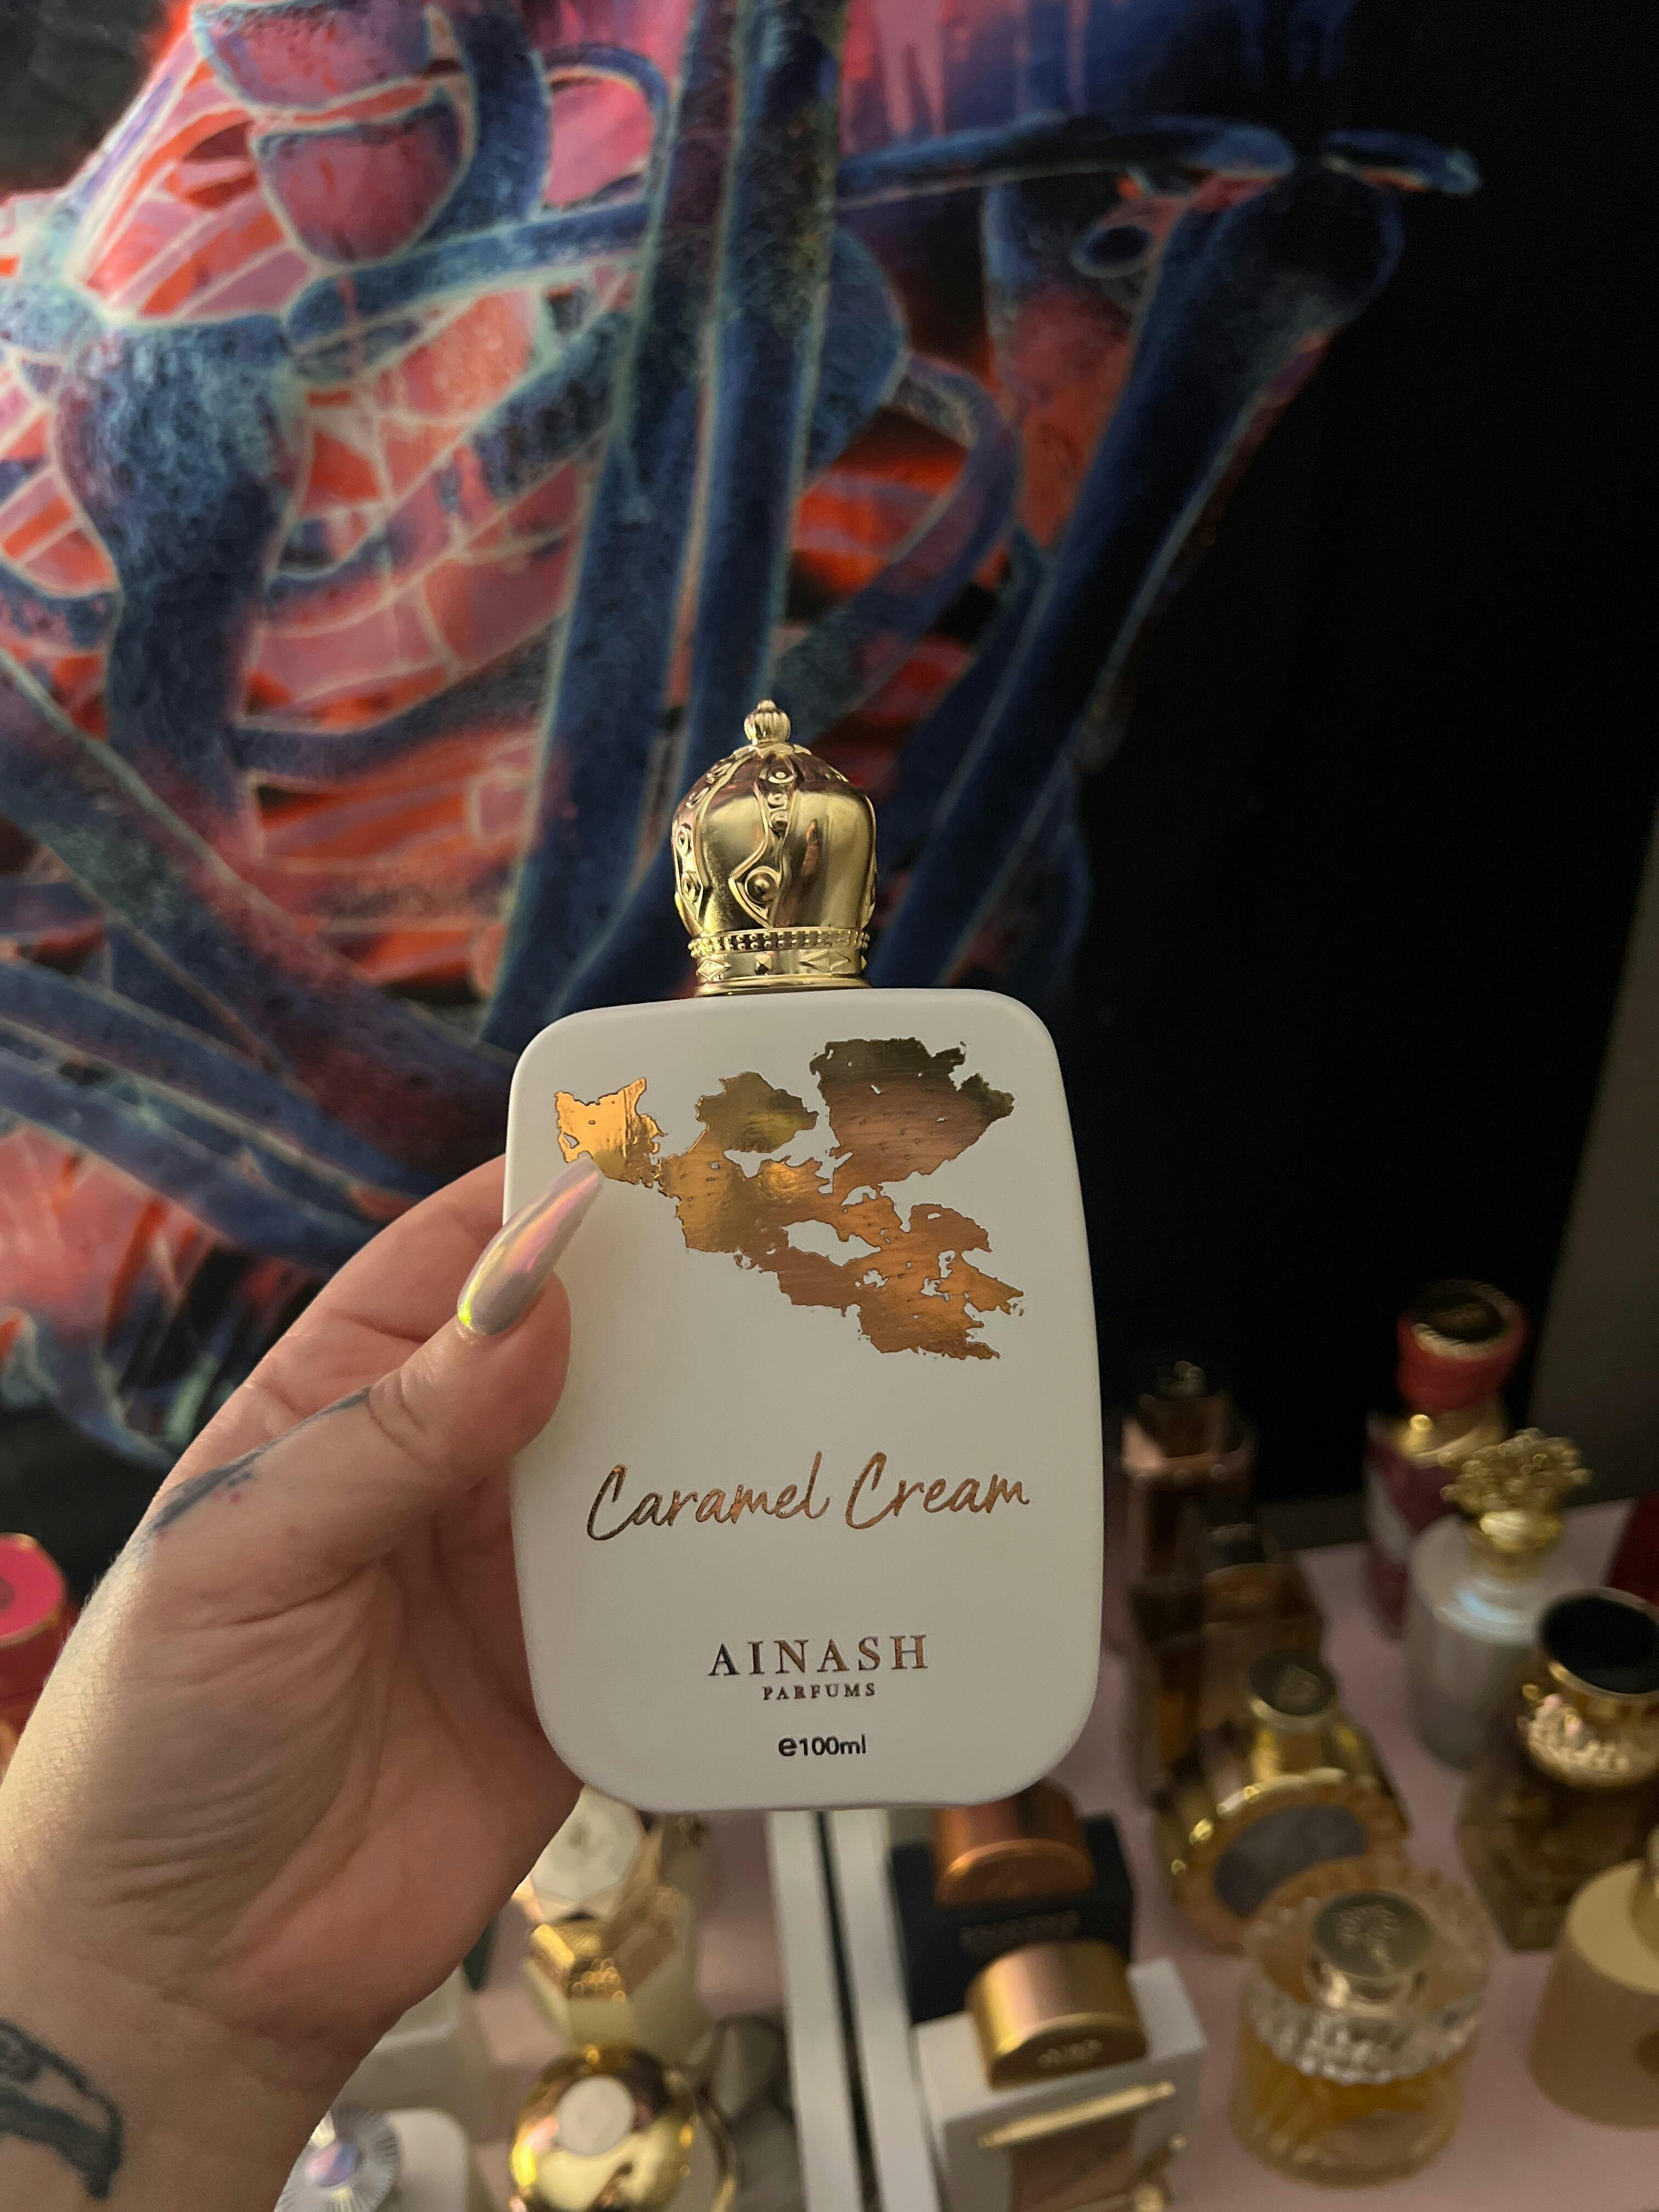 Caramel Cream
AINASH
PARFUMS
℮100ml